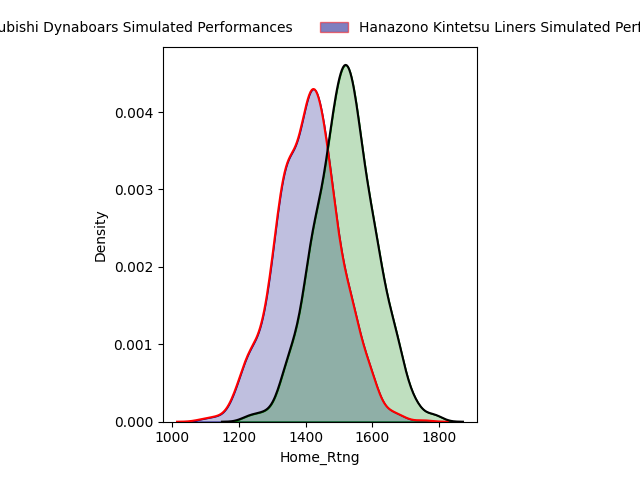 ubishi Dynaboars Simulated Performances
Hanazono Kintetsu Liners Simulated Perf
0.004
0.003
0.002
0.001
0.000
Density
1000 1200 1400 1600 1800
Home_Rtng